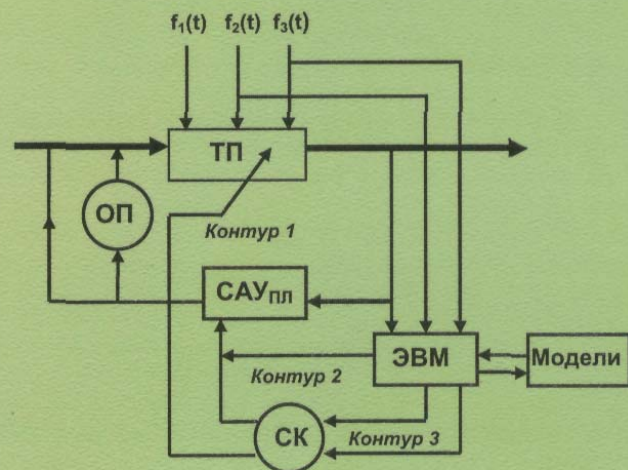 f₁(t) f₂(t) f₃(t)
ТП
ОП
Контур 1
САУПЛ
ЭВМ
Модели
Контур 2
СК
Контур 3